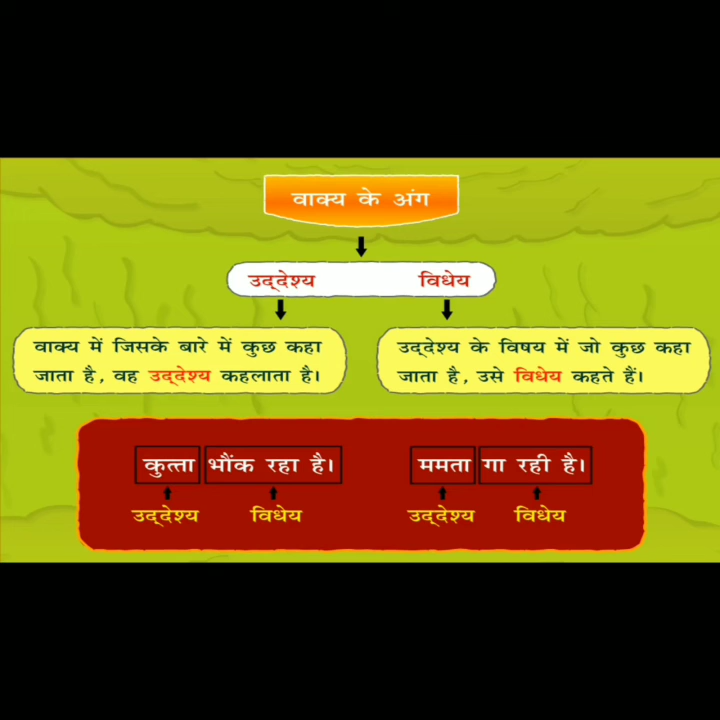 वाक्य के अंग
उद्देश्य
विधेय
वाक्य में जिसके बारे में कुछ कहा
जाता है, वह उद्देश्य कहलाता है।
उद्देश्य के विषय में जो कुछ कहा
जाता है, उसे विधेय कहते हैं।
कुत्ता भौंक रहा है।
उद्देश्य विधेय
ममता गा रही है।
उद्देश्य विधेय